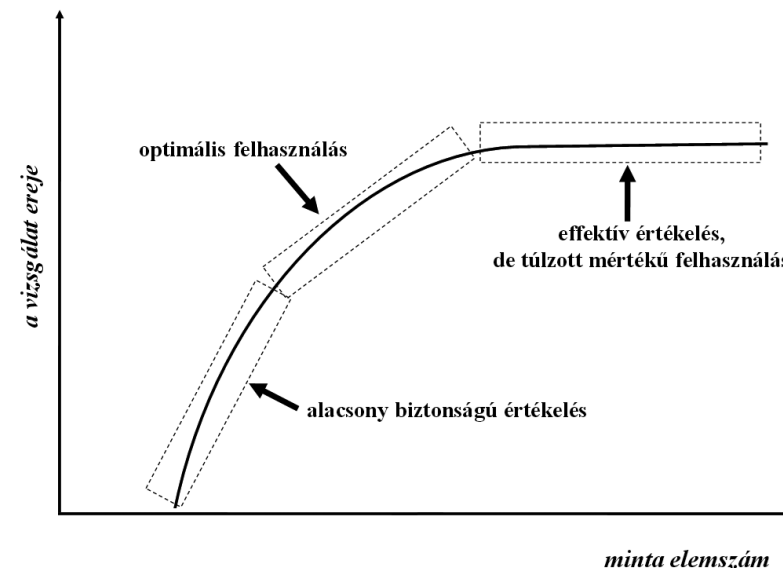 a vizsgálat ereje
optimális felhasználás
effektív értékelés,
de túlzott mértékű felhasználás
alacsony biztonságú értékelés
minta elemszám